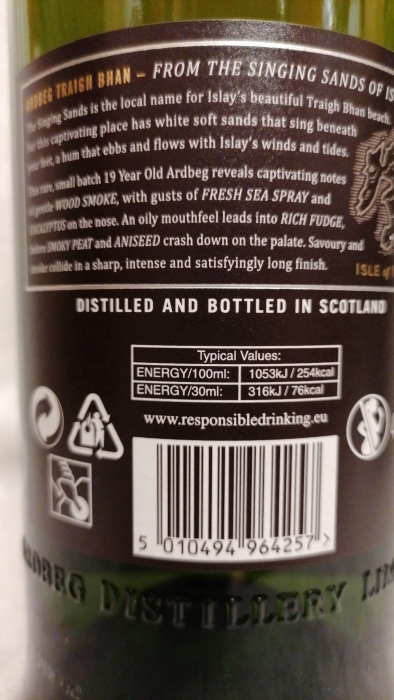 ARDBEG TRAIGH BHAN – FROM THE SINGING SANDS OF IS
The Singing Sands is the local name for Islay's beautiful Traigh Bhan beach.
For this captivating place has white soft sands that sing beneath
your feet, a hum that ebbs and flows with Islay's winds and tides.
This rare, small batch 19 Year Old Ardbeg reveals captivating notes
of gentle WOOD SMOKE, with gusts of FRESH SEA SPRAY and
EUCALYPTUS on the nose. An oily mouthfeel leads into RICH FUDGE,
before SMOKY PEAT and ANISEED crash down on the palate. Savoury and
smoke collide in a sharp, intense and satisfyingly long finish.
ISLE of
DISTILLED AND BOTTLED IN SCOTLAND
Typical Values:
ENERGY/100ml: 1053kJ / 254kcal
ENERGY/30ml: 316kJ / 76kcal
www.responsibledrinking.eu
5 010494 964257 >
ARDBEG DISTILLERY LIM